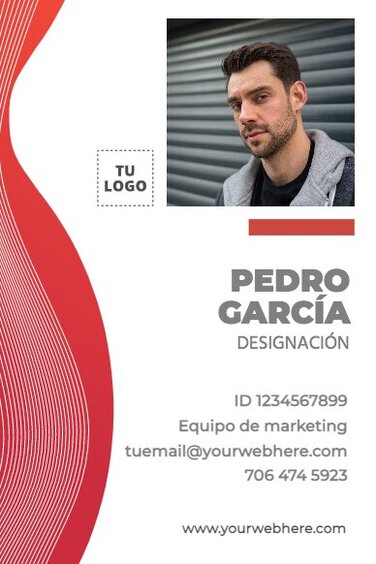 TU
LOGO
PEDRO
GARCÍA
DESIGNACIÓN
ID 1234567899
Equipo de marketing
tuemail@yourwebhere.com
706 474 5923
www.yourwebhere.com